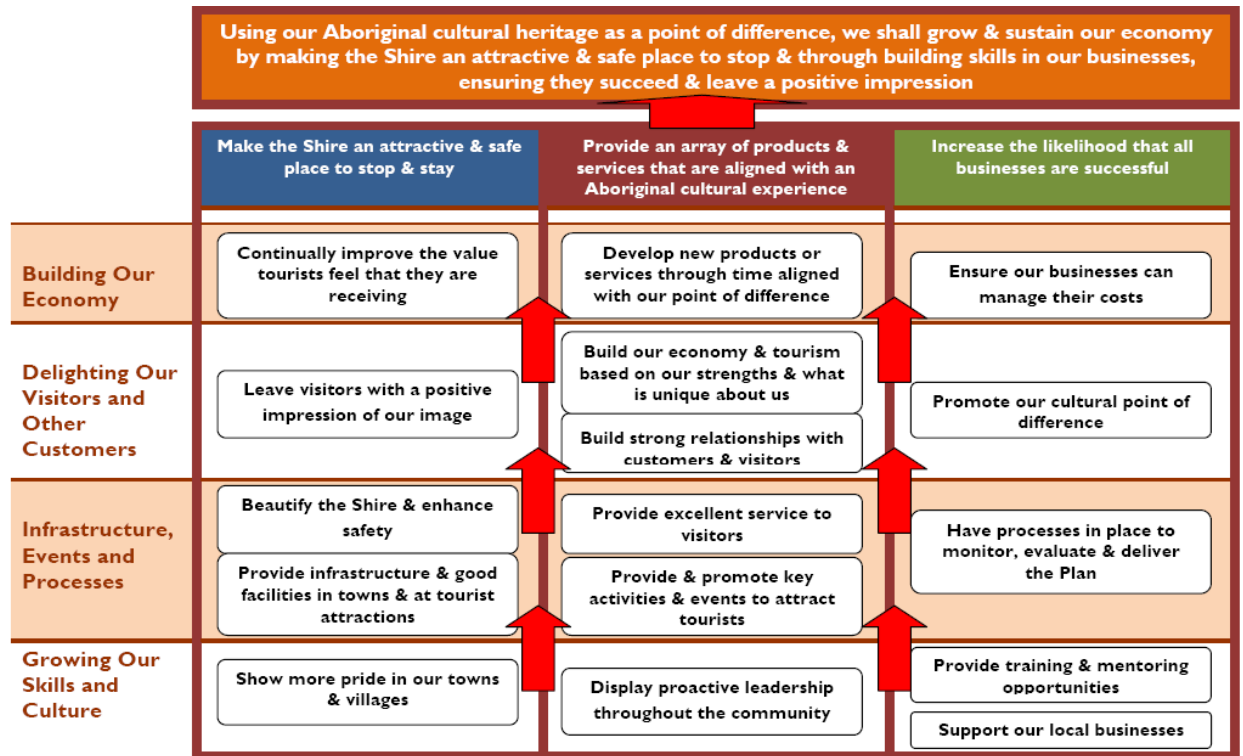 Using our Aboriginal cultural heritage as a point of difference, we shall grow & sustain our economy
by making the Shire an attractive & safe place to stop & through building skills in our businesses,
ensuring they succeed & leave a positive impression
Make the Shire an attractive & safe
place to stop & stay
Provide an array of products &
services that are aligned with an
Aboriginal cultural experience
Increase the likelihood that all
businesses are successful
Building Our
Economy
Continually improve the value
tourists feel that they are
receiving
Develop new products or
services through time aligned
with our point of difference
Ensure our businesses can
manage their costs
Delighting Our
Visitors and
Other
Customers
Leave visitors with a positive
impression of our image
Build our economy & tourism
based on our strengths & what
is unique about us
Build strong relationships with
customers & visitors
Promote our cultural point of
difference
Infrastructure,
Events and
Processes
Beautify the Shire & enhance
safety
Provide infrastructure & good
facilities in towns & at tourist
attractions
Provide excellent service to
visitors
Provide & promote key
activities & events to attract
tourists
Have processes in place to
monitor, evaluate & deliver
the Plan
Growing Our
Skills and
Culture
Show more pride in our towns
& villages
Display proactive leadership
throughout the community
Provide training & mentoring
opportunities
Support our local businesses